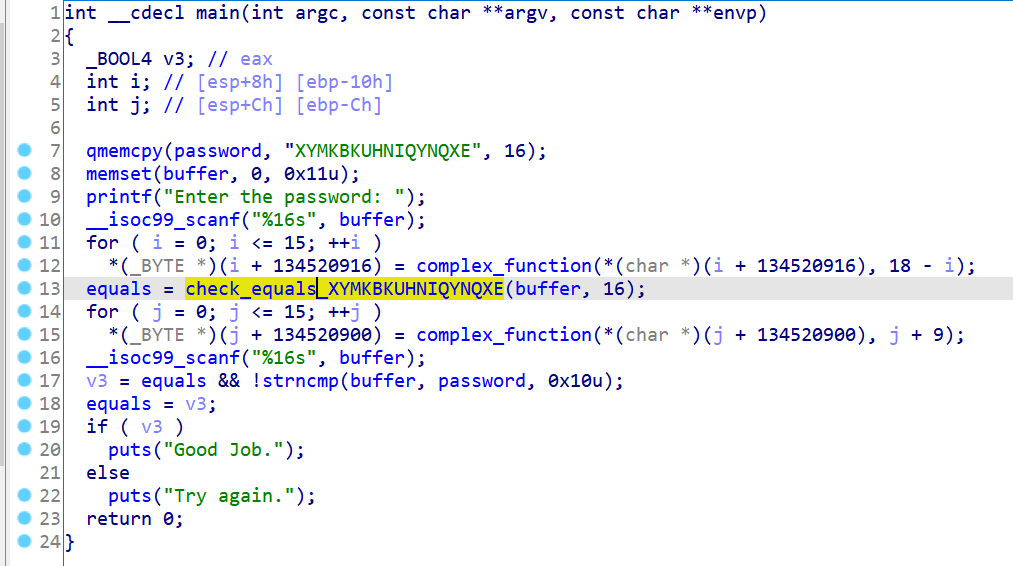 1 int __cdecl main(int argc, const char **argv, const char **envp)
2 {
3   _BOOL4 v3; // eax
4   int i; // [esp+8h] [ebp-10h]
5   int j; // [esp+Ch] [ebp-Ch]
6
7   qmemcpy(password, "XYMKBKUHNIQYNQXE", 16);
8   memset(buffer, 0, 0x11u);
9   printf("Enter the password: ");
10   __isoc99_scanf("%16s", buffer);
11   for ( i = 0; i <= 15; ++i )
12     *(_BYTE *)(i + 134520916) = complex_function(*(char *)(i + 134520916), 18 - i);
13   equals = check_equals_XYMKBKUHNIQYNQXE(buffer, 16);
14   for ( j = 0; j <= 15; ++j )
15     *(_BYTE *)(j + 134520900) = complex_function(*(char *)(j + 134520900), j + 9);
16   __isoc99_scanf("%16s", buffer);
17   v3 = equals && !strncmp(buffer, password, 0x10u);
18   equals = v3;
19   if ( v3 )
20     puts("Good Job.");
21   else
22     puts("Try again.");
23   return 0;
24 }